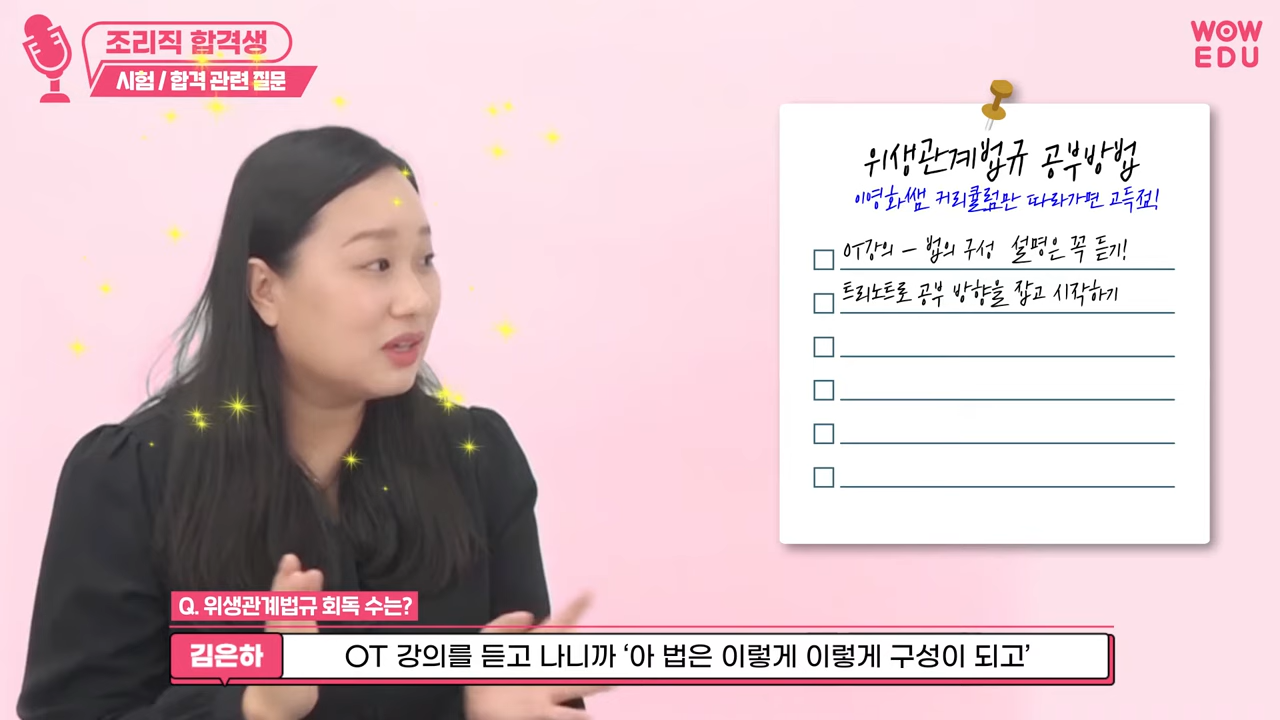 조리직 합격생
시험 / 합격 관련 질문
WOW
EDU
위생관계법규 공부방법
이영화쌤 커리큘럼만 따라가면 고득점!
OT강의 – 법의 구성 설명은 꼭 듣기!
트리노트로 공부 방향을 잡고 시작하기
Q. 위생관계법규 회독 수는?
김은하
OT 강의를 듣고 나니까 ‘아 법은 이렇게 이렇게 구성이 되고’